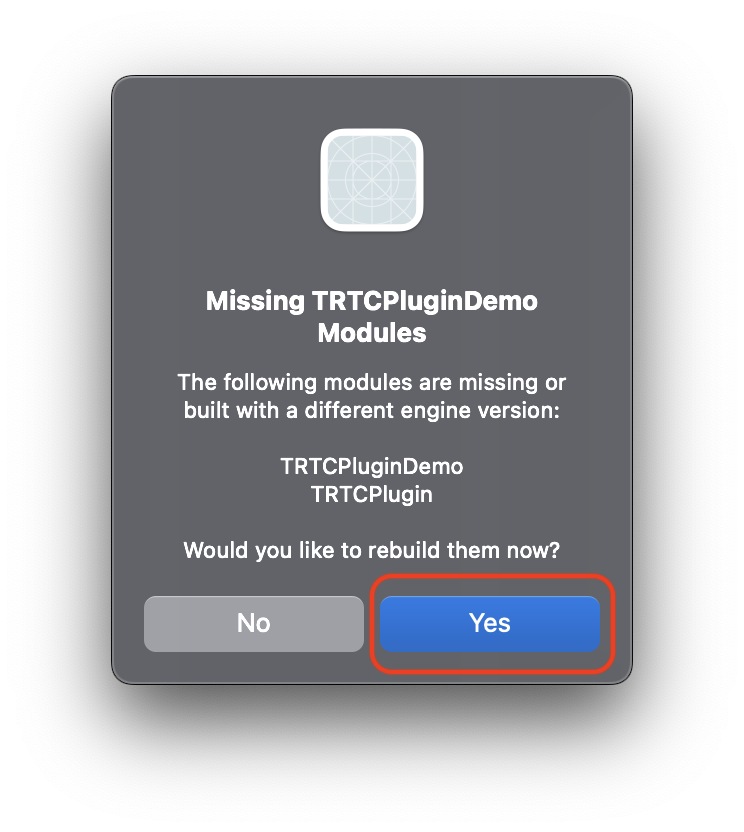 Missing TRTCPluginDemo
Modules
The following modules are missing or
built with a different engine version:
TRTCPluginDemo
TRTCPlugin
Would you like to rebuild them now?
No
Yes